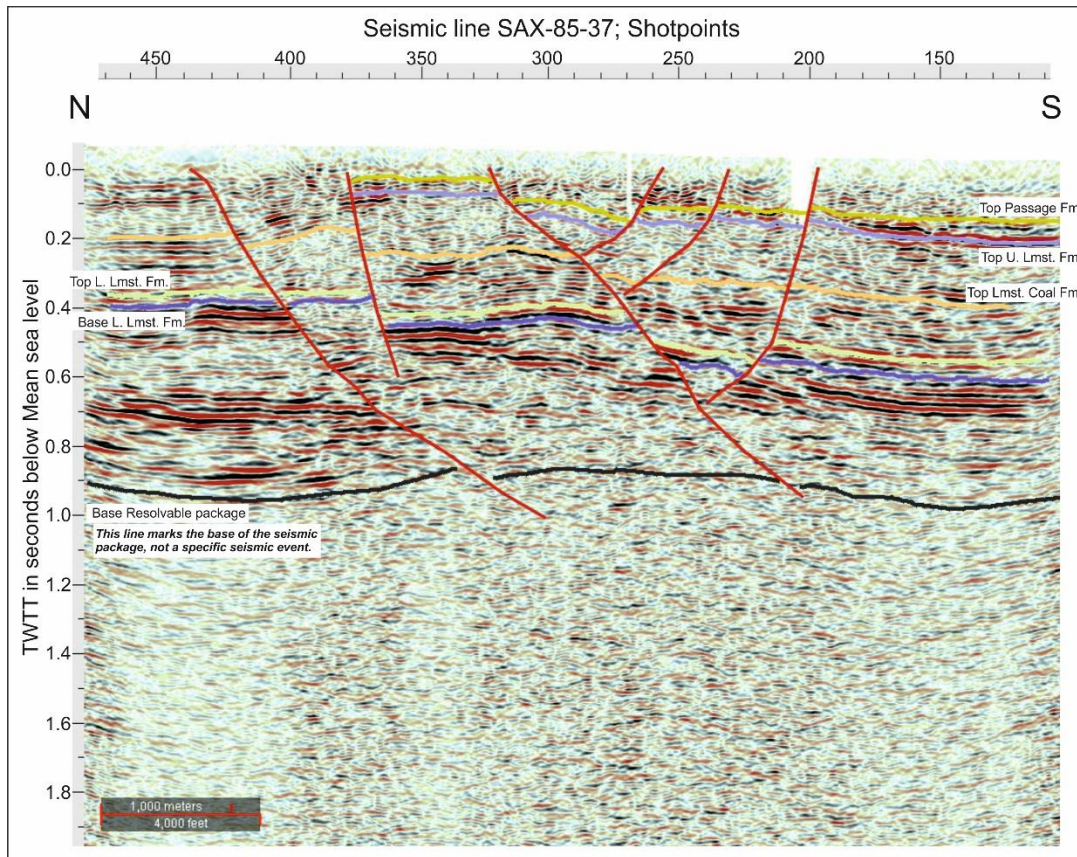 Seismic line SAX-85-37; Shotpoints
450 400 350 300 250 200 150
N S
0.0
Top Passage Fm
0.2
Top U. Lmst. Fm.
Top L. Lmst. Fm.
Top Lmst. Coal Fm
0.4
Base L. Lmst. Fm.
0.6
0.8
1.0
Base Resolvable package
This line marks the base of the seismic
package, not a specific seismic event.
1.2
1.4
1.6
1.8
TWTT in seconds below Mean sea level
1,000 meters
4,000 feet